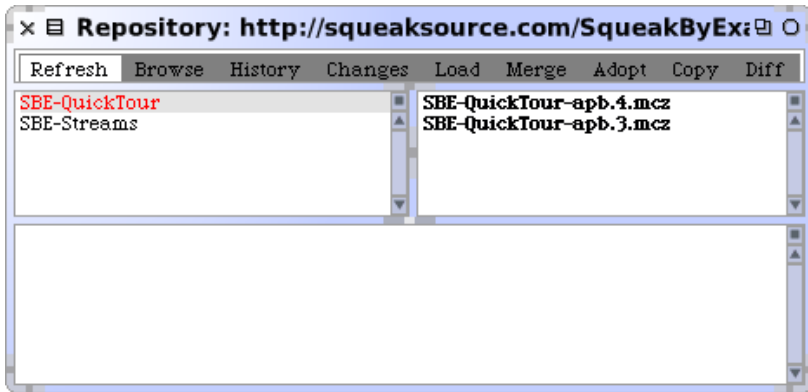 Repository: http://squeaksource.com/SqueakByExa
Refresh Browse History Changes Load Merge Adopt Copy Diff
SBE-QuickTour
SBE-Streams
SBE-QuickTour-apb.4.mcz
SBE-QuickTour-apb.3.mcz